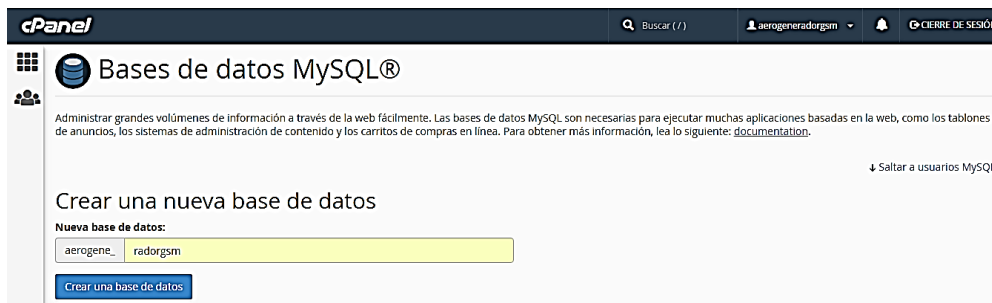 cPanel
Buscar ( / )
aerogeneradorgsm
CIERRE DE SESIÓN
Bases de datos MySQL®
Administrar grandes volúmenes de información a través de la web fácilmente. Las bases de datos MySQL son necesarias para ejecutar muchas aplicaciones basadas en la web, como los tablones
de anuncios, los sistemas de administración de contenido y los carritos de compras en línea. Para obtener más información, lea lo siguiente: documentation.
Saltar a usuarios MySQL
Crear una nueva base de datos
Nueva base de datos:
aerogene_ radorgsm
Crear una base de datos